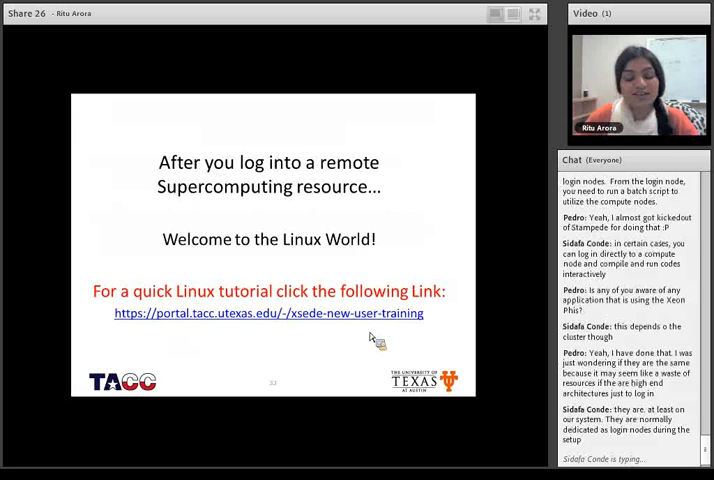 Share 26 - Ritu Arora
After you log into a remote
Supercomputing resource...
Welcome to the Linux World!
For a quick Linux tutorial click the following Link:
https://portal.tacc.utexas.edu/-/xsede-new-user-training
TACC
33
THE UNIVERSITY OF
TEXAS
AT AUSTIN
Video (1)
Ritu Arora
Chat (Everyone)
login nodes. From the login node,
you need to run a batch script to
utilize the compute nodes.
Pedro: Yeah, I almost got kickedout
of Stampede for doing that :P
Sidafa Conde: in certain cases, you
can log in directly to a compute
node and compile and run codes
interactively
Pedro: Is any of you aware of any
application that is using the Xeon
Phis?
Sidafa Conde: this depends o the
cluster though
Pedro: Yeah, I have done that. I was
just wondering if they are the same
because it may seem like a waste of
resources if the are high end
architectures just to log in
Sidafa Conde: they are. at least on
our system. They are normally
dedicated as login nodes during the
setup
Sidafa Conde is typing...